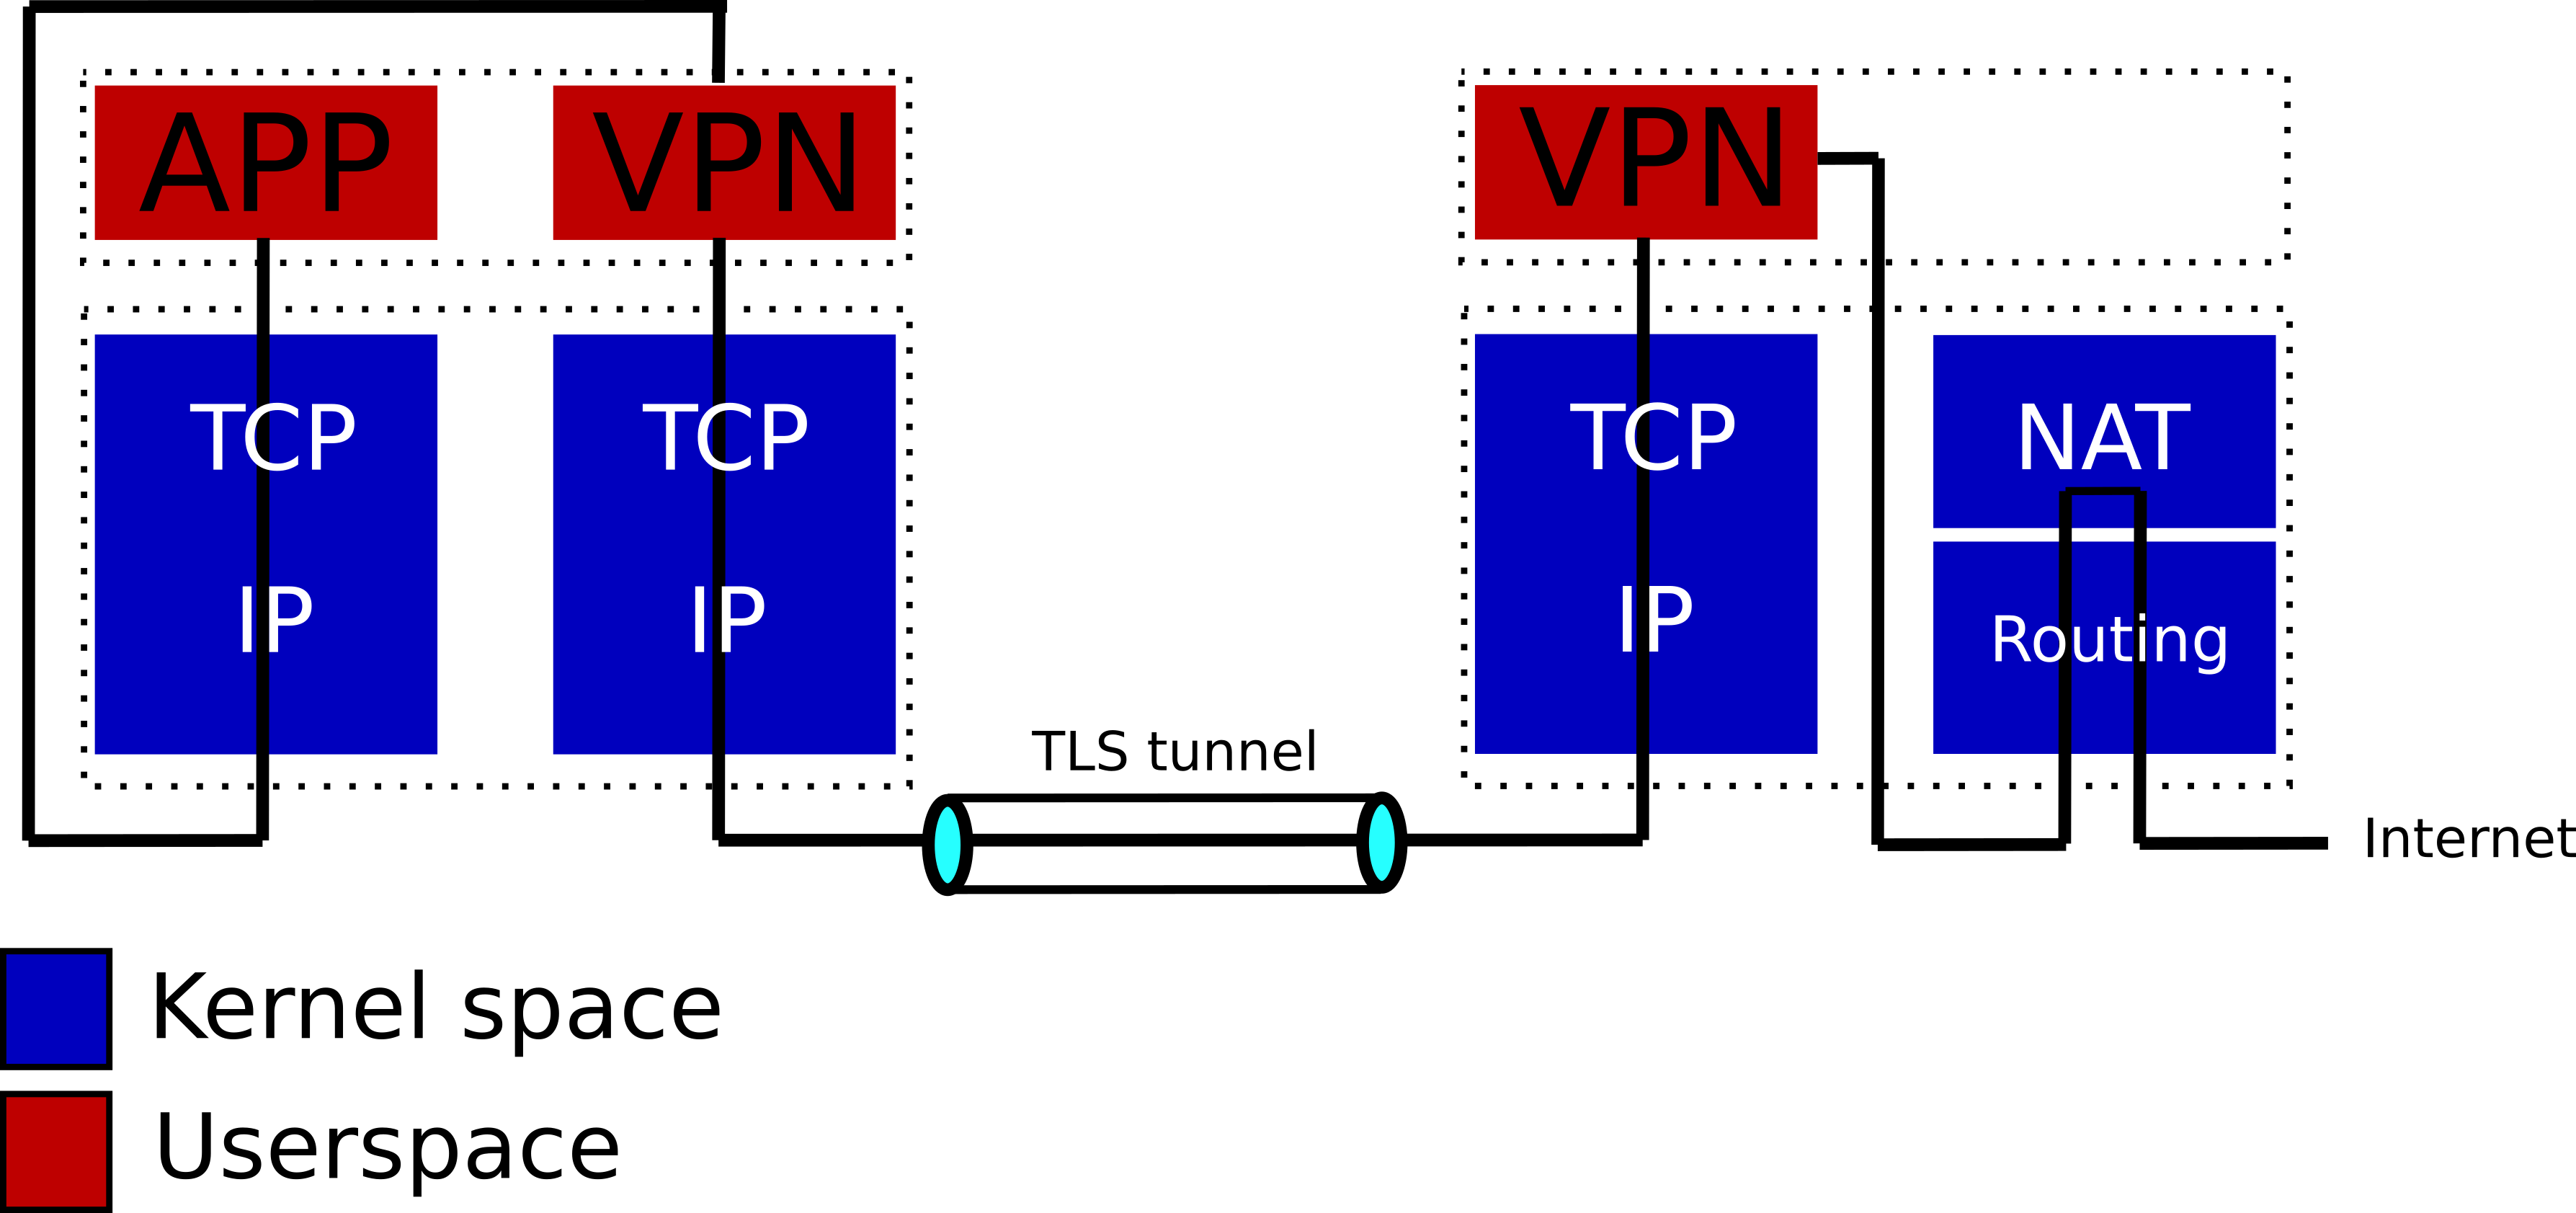 APP
VPN
VPN
TCP
IP
TCP
IP
TCP
IP
NAT
Routing
TLS tunnel
Internet
Kernel space
Userspace